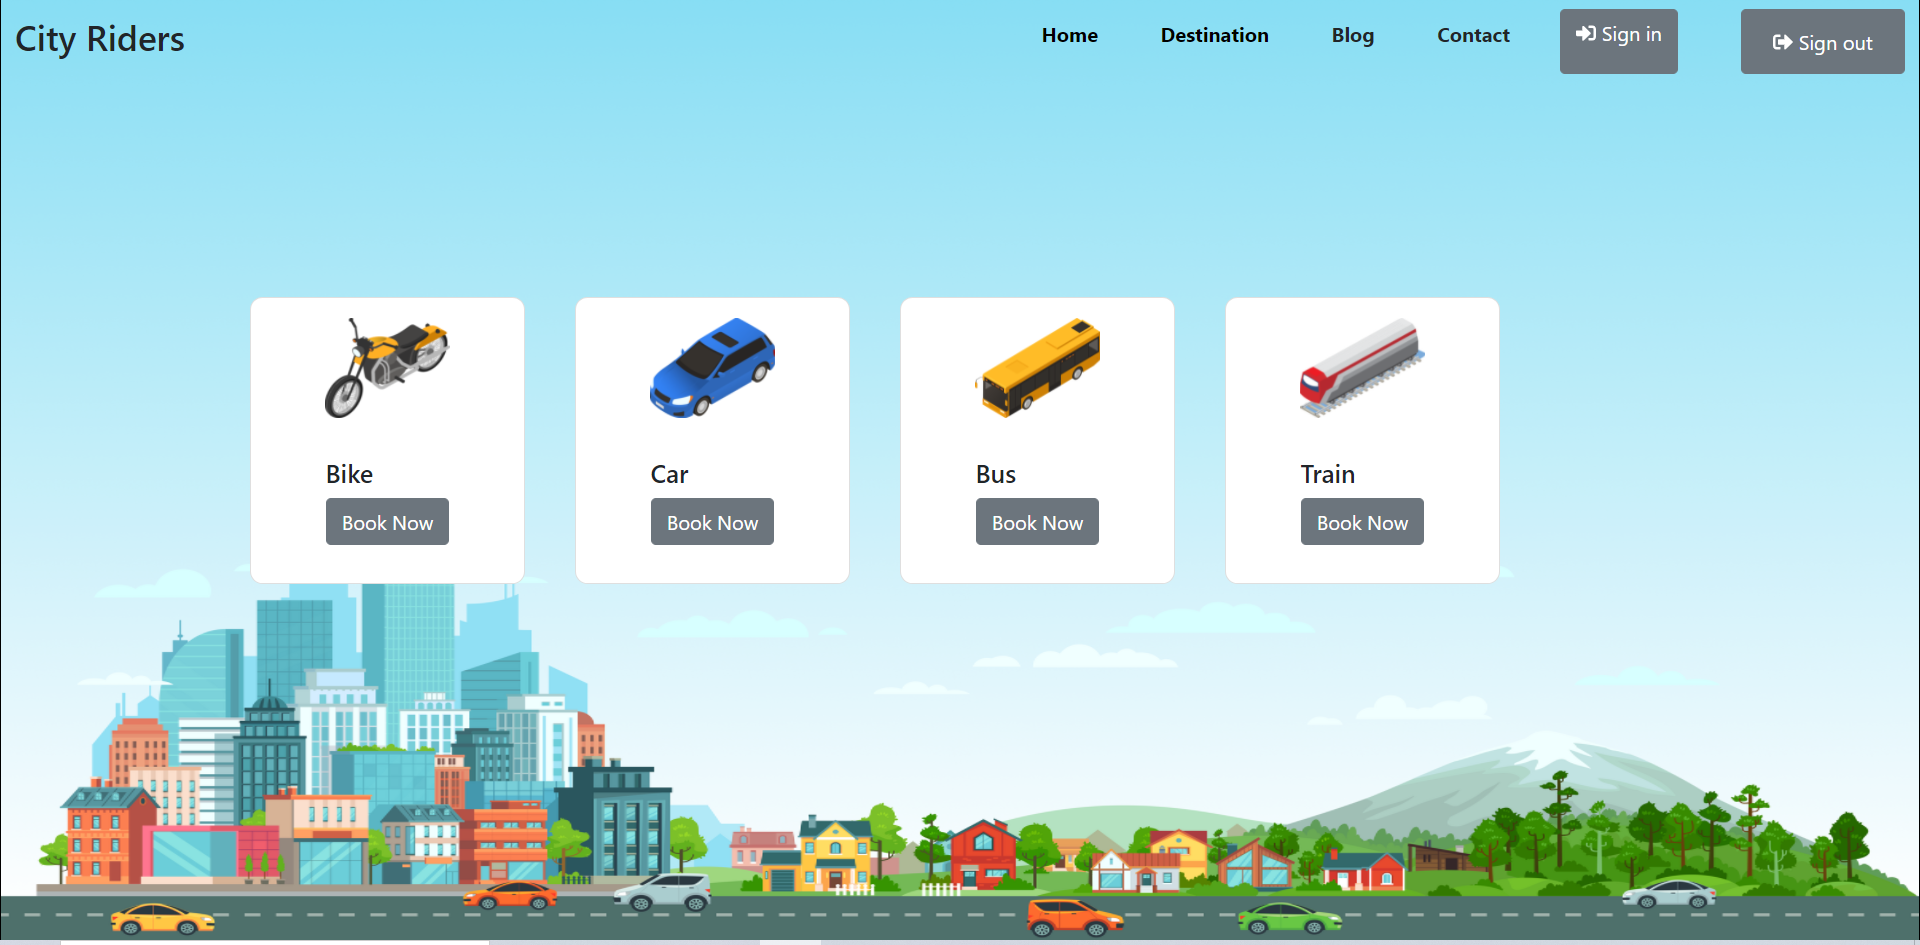 City Riders
Home Destination Blog Contact Sign in Sign out
Bike Car Bus Train
Book Now Book Now Book Now Book Now